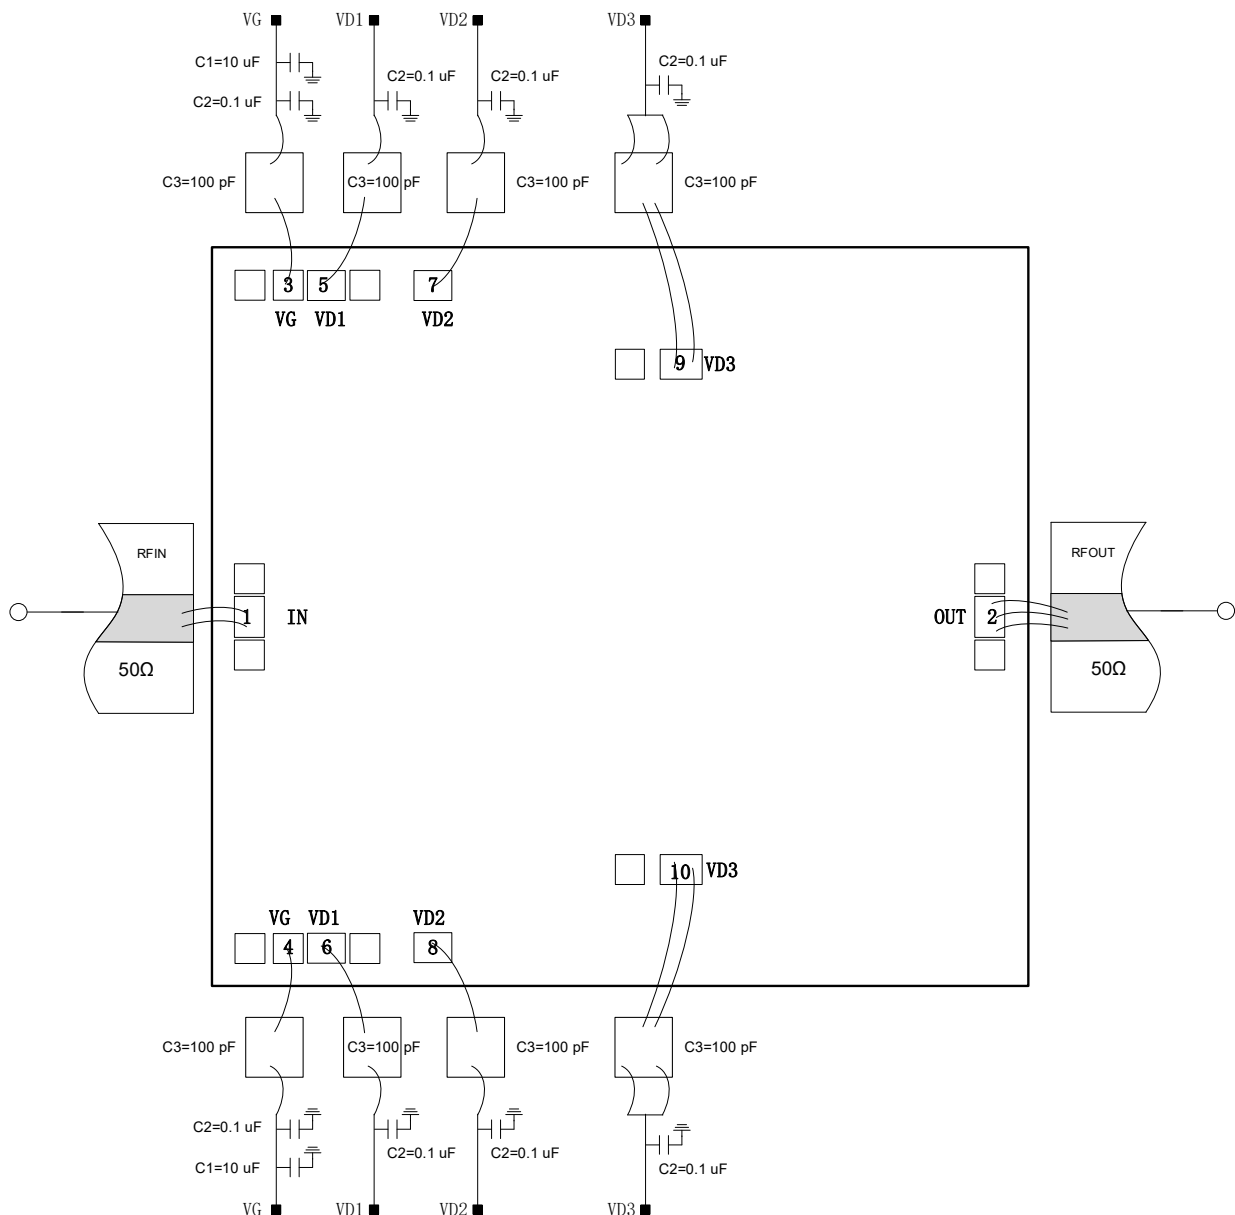 VG
VD1
VD2
VD3
C1=10 uF
C2=0.1 uF
C2=0.1 uF
C2=0.1 uF
C2=0.1 uF
C3=100 pF
C3=100 pF
C3=100 pF
C3=100 pF
3
5
7
VG
VD1
VD2
9
VD3
RFIN
RFOUT
1
IN
OUT
2
50Ω
50Ω
10
VD3
VG
VD1
VD2
4
6
8
C3=100 pF
C3=100 pF
C3=100 pF
C3=100 pF
C2=0.1 uF
C2=0.1 uF
C2=0.1 uF
C1=10 uF
C2=0.1 uF
VG
VD1
VD2
VD3